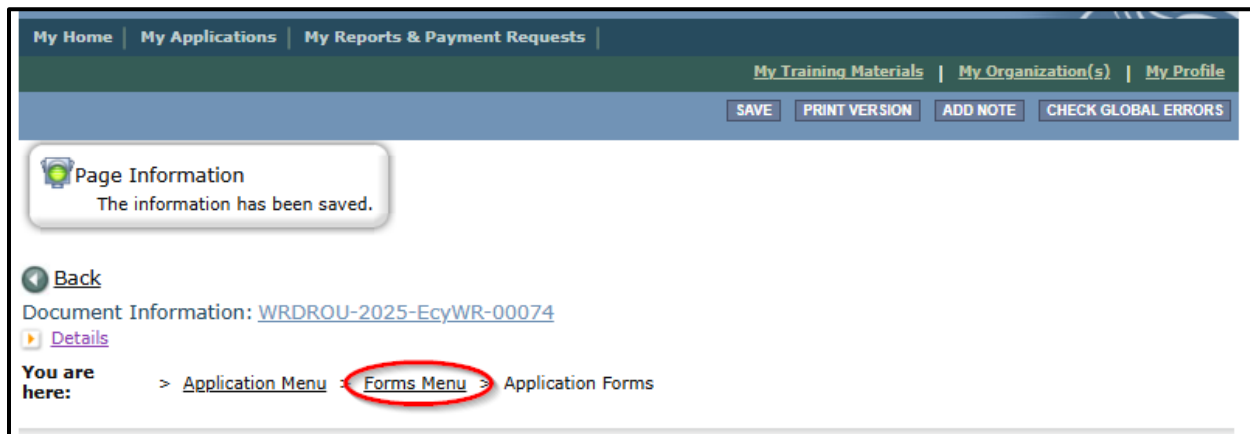 My Home | My Applications | My Reports & Payment Requests |
My Training Materials | My Organization(s) | My Profile
SAVE PRINT VERSION ADD NOTE CHECK GLOBAL ERRORS
Page Information
The information has been saved.
Back
Document Information: WRDROU-2025-EcyWR-00074
Details
You are here: > Application Menu > Forms Menu > Application Forms